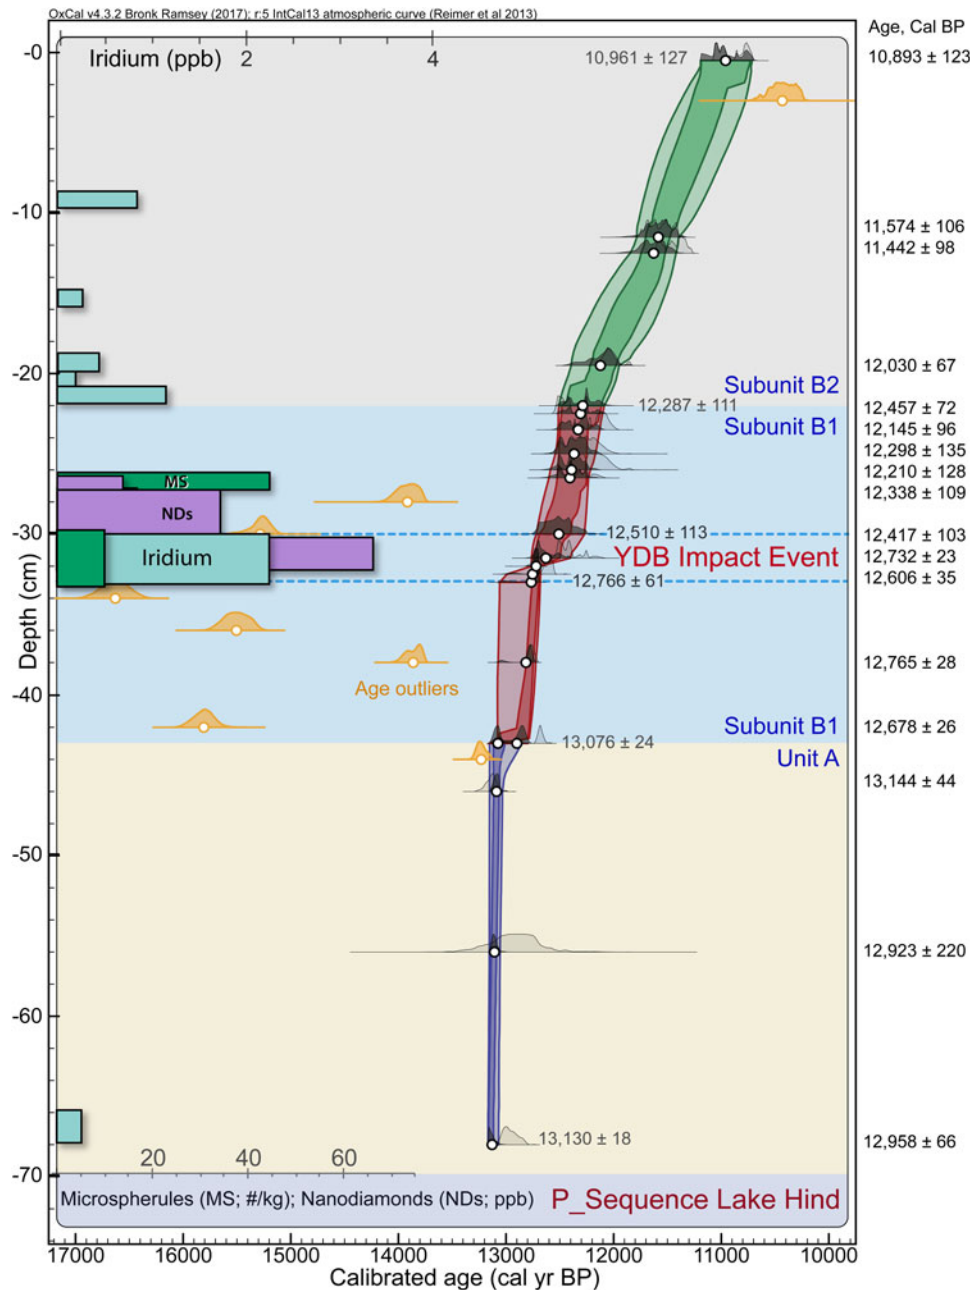 OxCal v4.3.2 Bronk Ramsey (2017); r:5 IntCal13 atmospheric curve (Reimer et al 2013)
Age, Cal BP
-0
Iridium (ppb) 2 4
10,961 ± 127
10,893 ± 123
-10
11,574 ± 106
11,442 ± 98
-20
12,030 ± 67
Subunit B2
12,287 ± 111
12,457 ± 72
Subunit B1
12,145 ± 96
12,298 ± 135
12,210 ± 128
MS
12,338 ± 109
NDs
-30
12,510 ± 113
12,417 ± 103
Iridium
YDB Impact Event
12,732 ± 23
12,766 ± 61
12,606 ± 35
Depth (cm)
12,765 ± 28
Age outliers
-40
Subunit B1
12,678 ± 26
13,076 ± 24
Unit A
13,144 ± 44
-50
12,923 ± 220
-60
13,130 ± 18
12,958 ± 66
20 40 60
-70
Microspherules (MS; #/kg); Nanodiamonds (NDs; ppb)
P_Sequence Lake Hind
17000 16000 15000 14000 13000 12000 11000 10000
Calibrated age (cal yr BP)